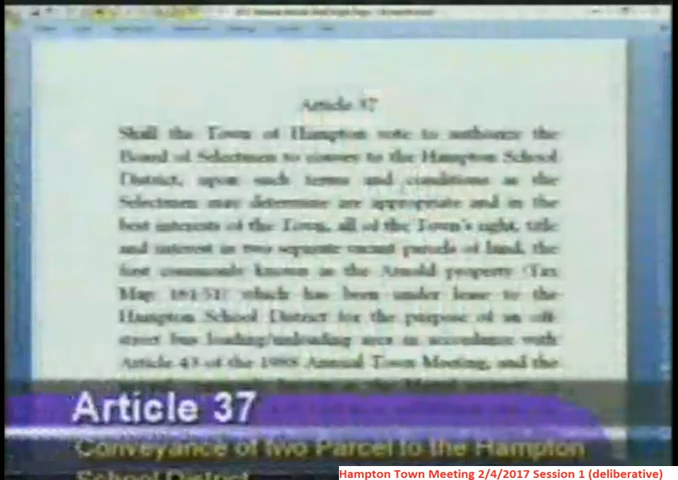 Article 37
Shall the Town of Hampton vote to authorize the
Board of Selectmen to convey to the Hampton School
District, upon such terms and conditions as the
Selectmen may determine are appropriate and in the
best interests of the Town, all of the Town's right, title
and interest in two separate vacant parcels of land, the
first commonly known as the Arnold property (Tax
Map 161/51) which has been under lease to the
Hampton School District for the purpose of an off-
street bus loading/unloading area in accordance with
Article 43 of the 1988 Annual Town Meeting, and the
Article 37
Conveyance of Two Parcel to the Hampton
School District
Hampton Town Meeting 2/4/2017 Session 1 (deliberative)